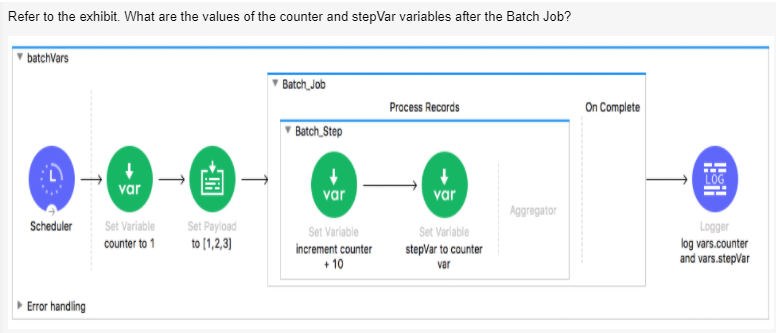 Refer to the exhibit. What are the values of the counter and stepVar variables after the Batch Job?
batchVars
Batch_Job
Process Records
On Complete
Batch_Step
var
var
var
LOG
Aggregator
Scheduler
Set Variable
counter to 1
Set Payload
to [1,2,3]
Set Variable
increment counter
+ 10
Set Variable
stepVar to counter
var
Logger
log vars.counter
and vars.stepVar
Error handling